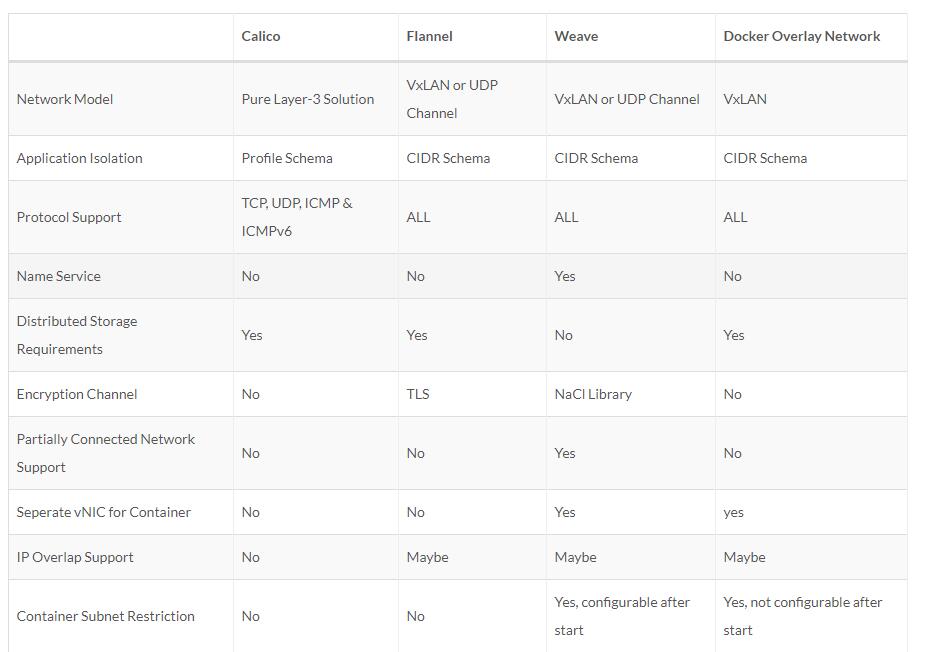 Calico Flannel Weave Docker Overlay Network
Network Model Pure Layer-3 Solution VxLAN or UDP Channel VxLAN or UDP Channel VxLAN
Application Isolation Profile Schema CIDR Schema CIDR Schema CIDR Schema
Protocol Support TCP, UDP, ICMP & ICMPv6 ALL ALL ALL
Name Service No No Yes No
Distributed Storage Requirements Yes Yes No Yes
Encryption Channel No TLS NaCl Library No
Partially Connected Network Support No No Yes No
Seperate vNIC for Container No No Yes yes
IP Overlap Support No Maybe Maybe Maybe
Container Subnet Restriction No No Yes, configurable after start Yes, not configurable after start